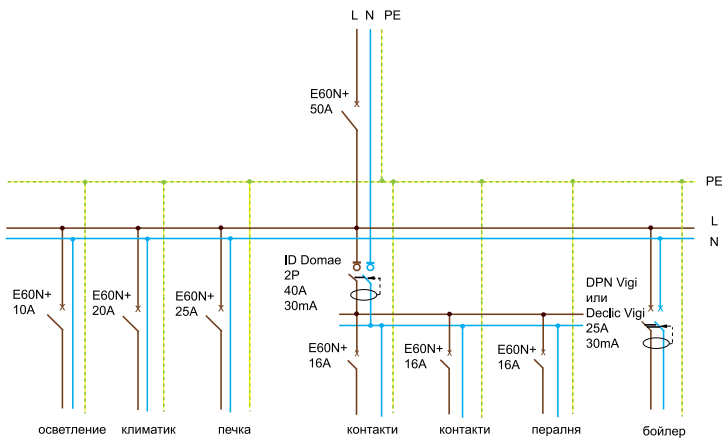 L N PE
E60N+
50A
PE
L
N
ID Domae
2P
40A
30mA
DPN Vigi
или
Declic Vigi
25A
30mA
E60N+
10A
E60N+
20A
E60N+
25A
E60N+
16A
E60N+
16A
E60N+
16A
осветление
климатик
печка
контакти
контакти
пералня
бойлер